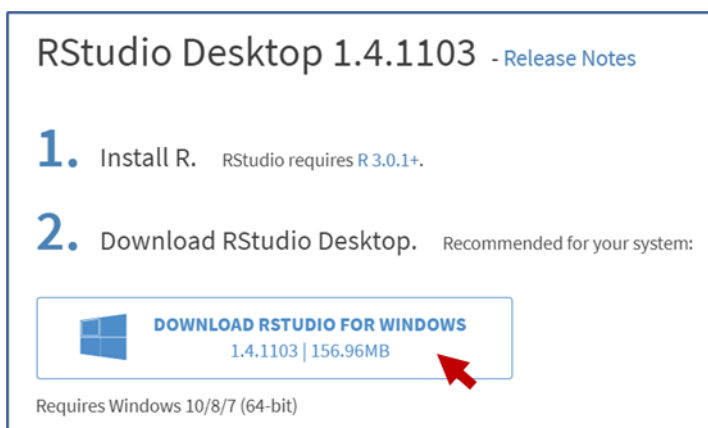 RStudio Desktop 1.4.1103 - Release Notes
1. Install R. RStudio requires R 3.0.1+.
2. Download RStudio Desktop. Recommended for your system:
DOWNLOAD RSTUDIO FOR WINDOWS
1.4.1103 | 156.96MB
Requires Windows 10/8/7 (64-bit)